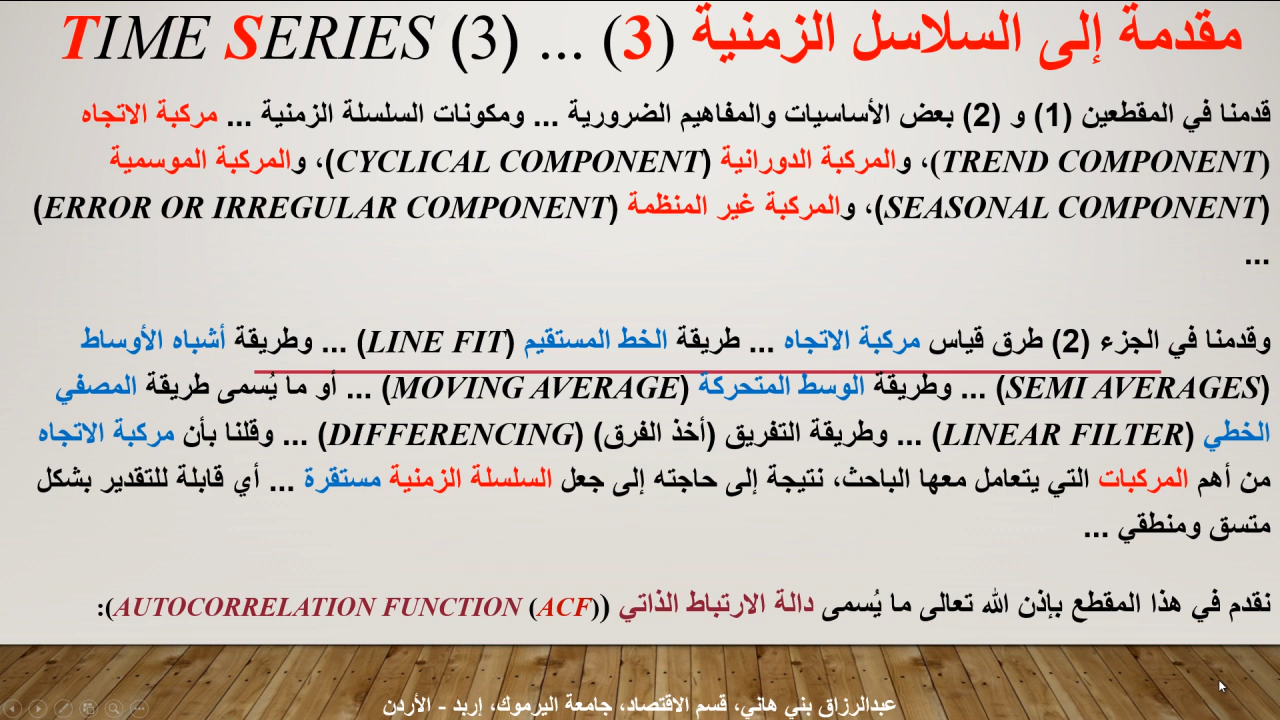 مقدمة إلى السلاسل الزمنية (3) ... TIME SERIES (3)
قدمنا في المقطعين (1) و (2) بعض الأساسيات والمفاهيم الضرورية ... ومكونات السلسلة الزمنية ... مركبة الاتجاه
(TREND COMPONENT)، والمركبة الدورانية (CYCLICAL COMPONENT)، والمركبة الموسمية
(SEASONAL COMPONENT)، والمركبة غير المنظمة (ERROR OR IRREGULAR COMPONENT)
...
وقدمنا في الجزء (2) طرق قياس مركبة الاتجاه ... طريقة الخط المستقيم (LINE FIT) ... وطريقة أشباه الأوساط
(SEMI AVERAGES) ... وطريقة الوسط المتحركة (MOVING AVERAGE) ... أو ما يُسمى طريقة المصفي
الخطي (LINEAR FILTER) ... وطريقة التفريق (أخذ الفرق) (DIFFERENCING) ... وقلنا بأن مركبة الاتجاه
من أهم المركبات التي يتعامل معها الباحث، نتيجة إلى حاجته إلى جعل السلسلة الزمنية مستقرة ... أي قابلة للتقدير بشكل
متسق ومنطقي ...
نقدم في هذا المقطع بإذن الله تعالى ما يُسمى دالة الارتباط الذاتي (AUTOCORRELATION FUNCTION (ACF)):
عبدالرزاق بني هاني، قسم الاقتصاد، جامعة اليرموك، إربد - الأردن